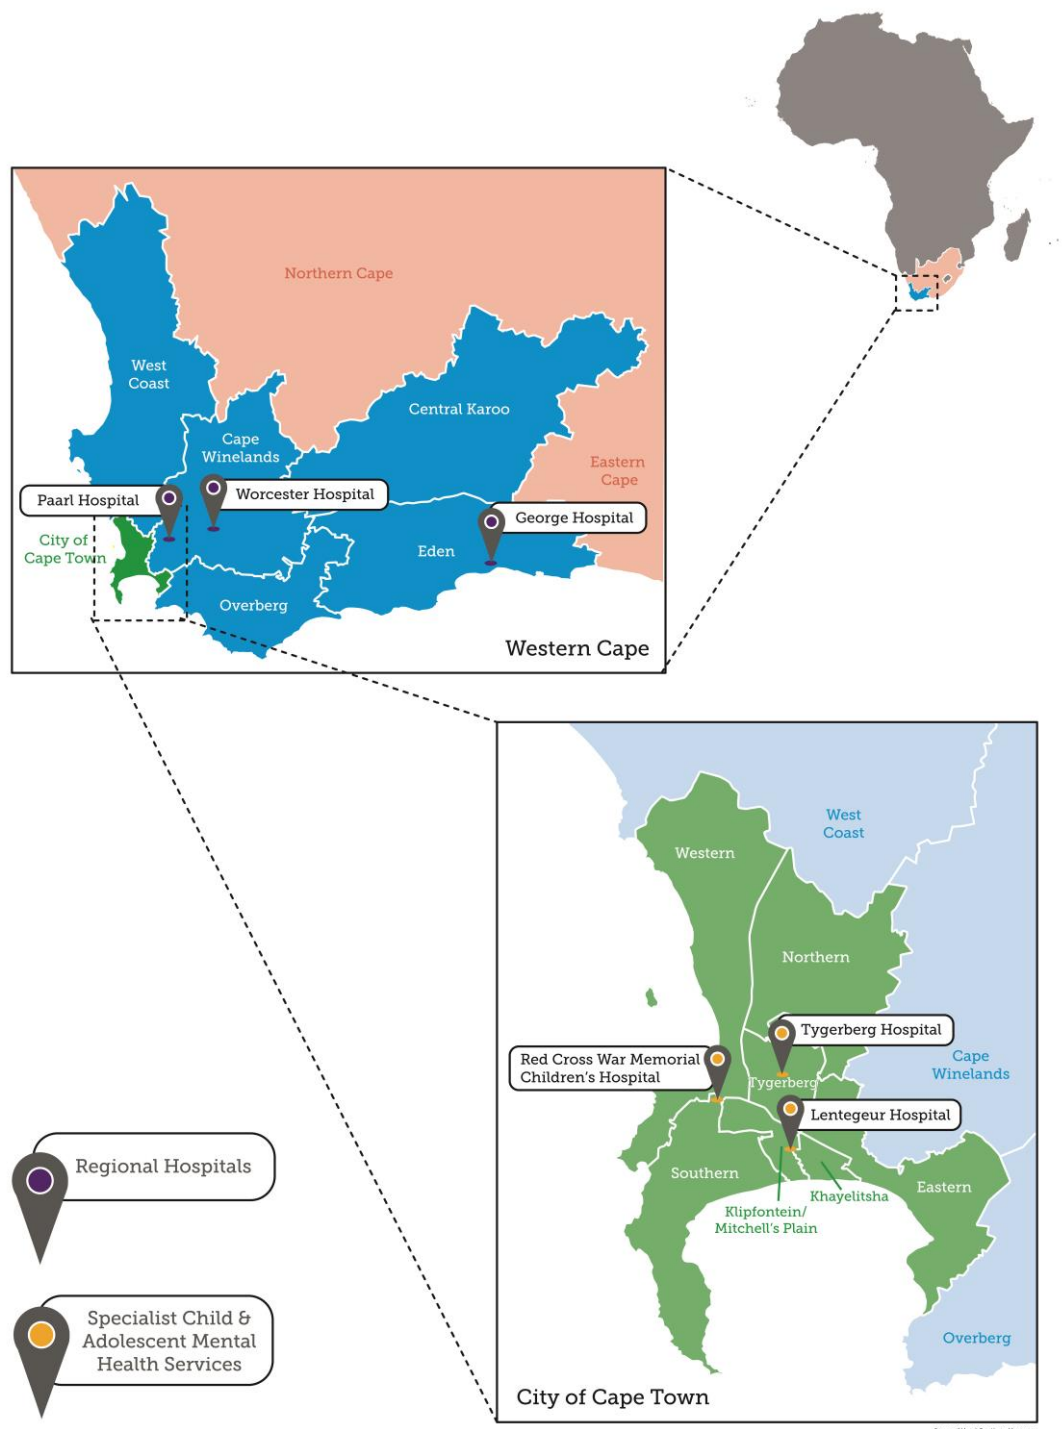 Northern Cape
West
Coast
Central Karoo
Cape
Winelands
Eastern
Cape
Paarl Hospital
Worcester Hospital
George Hospital
City of
Cape Town
Eden
Overberg
Western Cape
West
Coast
Western
Northern
Tygerberg Hospital
Red Cross War Memorial
Children's Hospital
Cape
Winelands
Tygerberg
Lentegeur Hospital
Southern
Khayelitsha
Eastern
Klipfontein/
Mitchell's Plain
Overberg
City of Cape Town
Regional Hospitals
Specialist Child &
Adolescent Mental
Health Services